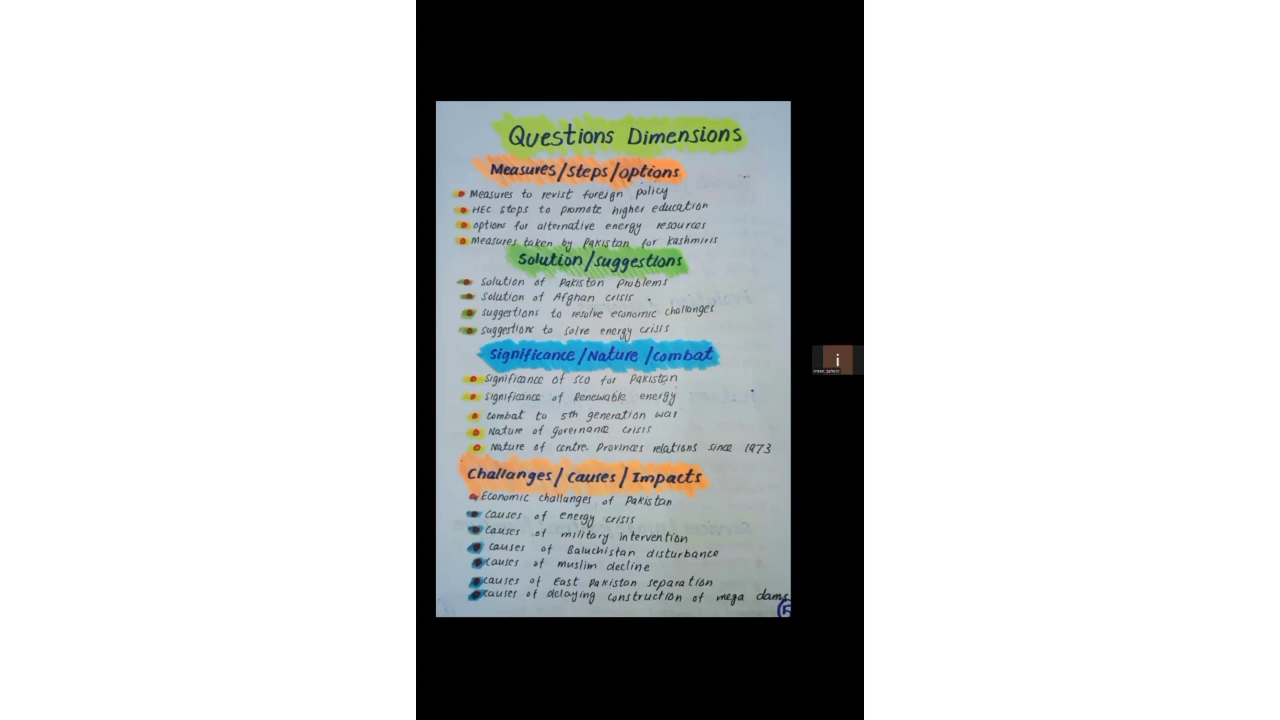 Questions Dimensions
Measures/steps/options
Measures to revist foreign policy
HEC steps to promote higher education
options for alternative energy resources
Measures taken by Pakistan for kashmiris
Solution/suggestions
Solution of Pakistan Problems
Solution of Afghan crisis
suggestions to resolve economic challanges
suggestions to solve energy crisis
Significance/Nature/combat
Significance of SCO for Pakistan
Significance of Renewable energy
combat to 5th generation war
Nature of governance crisis
Nature of centre Provinces relations since 1973
Challanges/causes/Impacts
Economic challanges of Pakistan
causes of energy crisis
causes of military intervention
causes of Baluchistan disturbance
causes of muslim decline
causes of East Pakistan separation
causes of delaying construction of mega dams
i